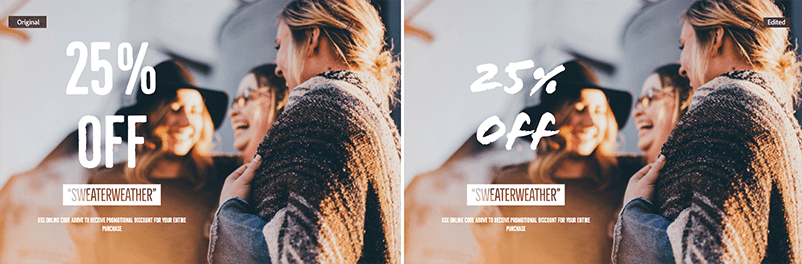 Original
25%
OFF
"SWEATERWEATHER"
USE ONLINE CODE ABOVE TO RECEIVE PROMOTIONAL DISCOUNT FOR YOUR ENTIRE
PURCHASE
Edited
25%
Off
"SWEATERWEATHER"
USE ONLINE CODE ABOVE TO RECEIVE PROMOTIONAL DISCOUNT FOR YOUR ENTIRE
PURCHASE